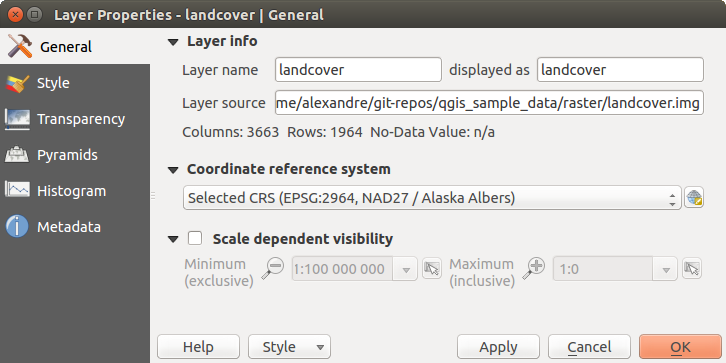 Layer Properties - landcover | General
General
Style
Transparency
Pyramids
Histogram
Metadata
Layer info
Layer name landcover displayed as landcover
Layer source me/alexandre/git-repos/qgis_sample_data/raster/landcover.img
Columns: 3663 Rows: 1964 No-Data Value: n/a
Coordinate reference system
Selected CRS (EPSG:2964, NAD27 / Alaska Albers)
Scale dependent visibility
Minimum (exclusive) 1:100 000 000 Maximum (inclusive) 1:0
Help Style Apply Cancel OK